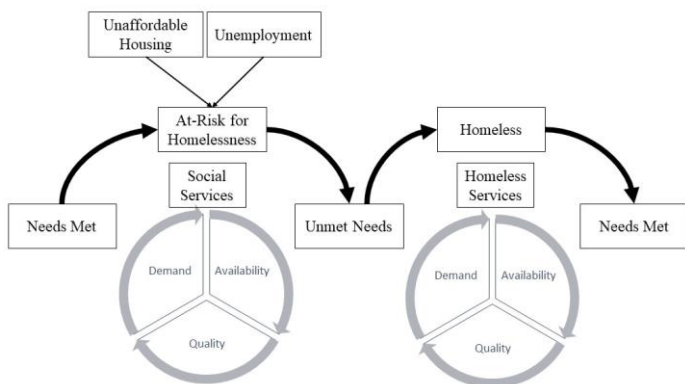 Unaffordable
Housing
Unemployment
At-Risk for
Homelessness
Homeless
Social
Services
Homeless
Services
Needs Met
Unmet Needs
Needs Met
Demand
Availability
Quality
Demand
Availability
Quality